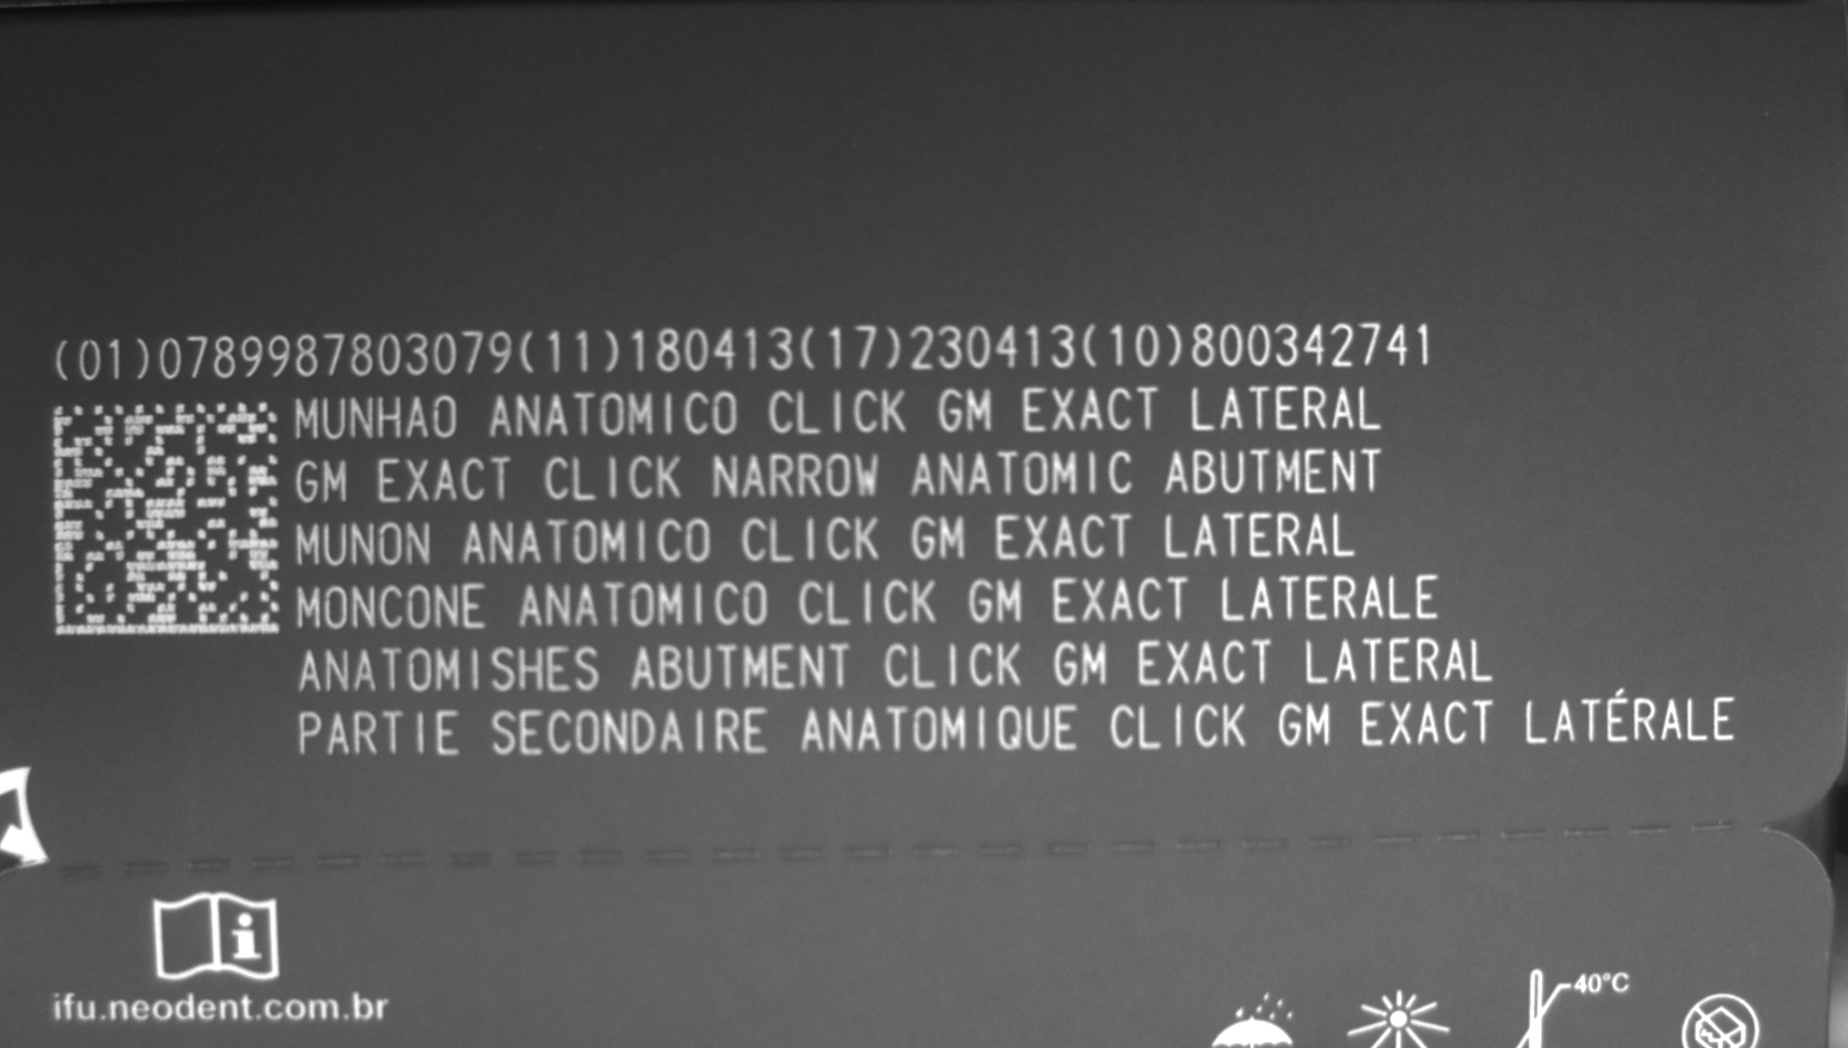 (01)0789987803079(11)180413(17)230413(10)800342741
MUNHAO ANATOMICO CLICK GM EXACT LATERAL
GM EXACT CLICK NARROW ANATOMIC ABUTMENT
MUNON ANATOMICO CLICK GM EXACT LATERAL
MONCONE ANATOMICO CLICK GM EXACT LATERALE
ANATOMISHES ABUTMENT CLICK GM EXACT LATERAL
PARTIE SECONDAIRE ANATOMIQUE CLICK GM EXACT LATÉRALE
ifu.neodent.com.br
40°C